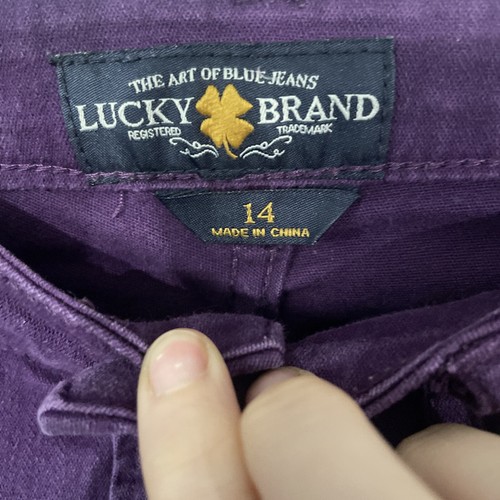 THE ART OF BLUE JEANS
LUCKY BRAND
REGISTERED TRADEMARK
14
MADE IN CHINA